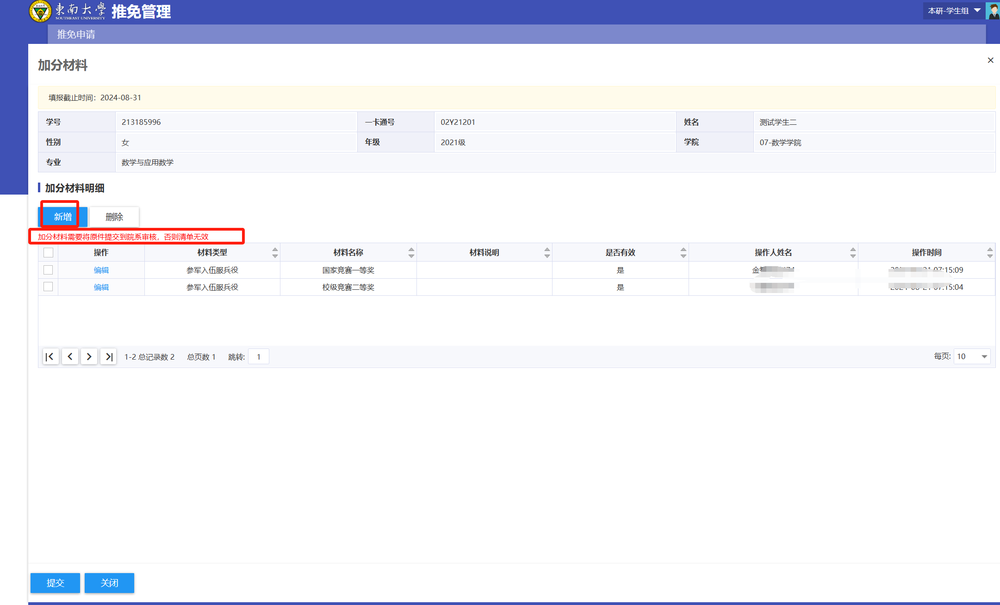 東南大學 推免管理 本研-学生组
SOUTHEAST UNIVERSITY
推免申请
加分材料
填报截止时间：2024-08-31
学号 213185996 一卡通号 02Y21201 姓名 测试学生二
性别 女 年级 2021级 学院 07-数学学院
专业 数学与应用数学
加分材料明细
新增 删除
加分材料需要将原件提交到院系审核，否则清单无效
操作 材料类型 材料名称 材料说明 是否有效 操作人姓名 操作时间
编辑 参军入伍服兵役 国家竞赛一等奖 是 金 07:15:09
编辑 参军入伍服兵役 校级竞赛二等奖 是 07:15:04
1-2 总记录数 2 总页数 1 跳转: 1 每页: 10
提交 关闭